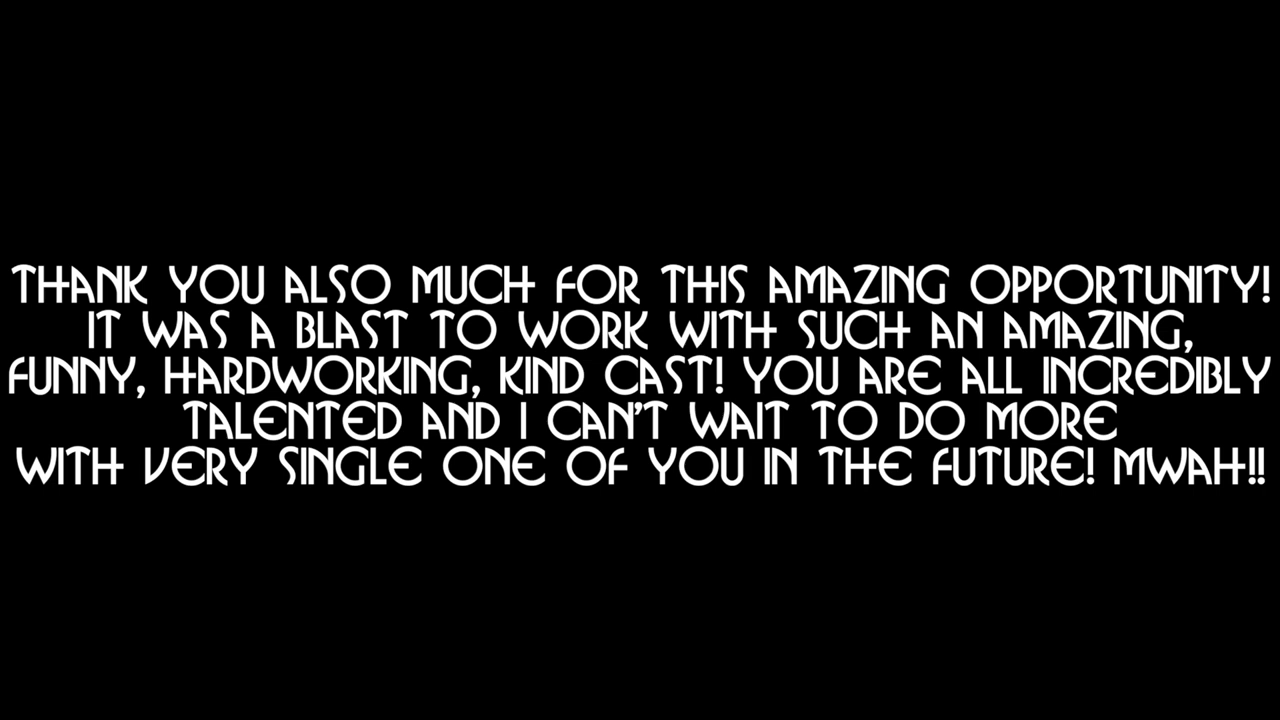 THANK YOU ALSO MUCH FOR THIS AMAZING OPPORTUNITY!
IT WAS A BLAST TO WORK WITH SUCH AN AMAZING,
FUNNY, HARDWORKING, KIND CAST! YOU ARE ALL INCREDIBLY
TALENTED AND I CAN'T WAIT TO DO MORE
WITH VERY SINGLE ONE OF YOU IN THE FUTURE! MWAH!!